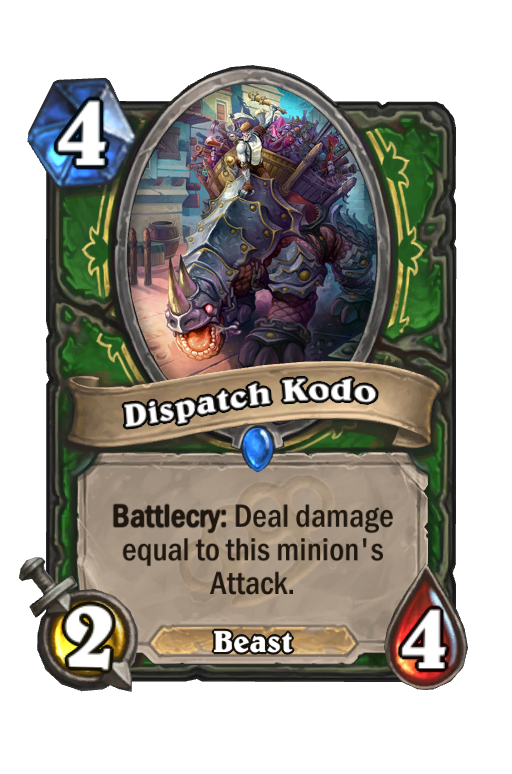 4
Dispatch Kodo
Battlecry: Deal damage
equal to this minion's
Attack.
2
Beast
4